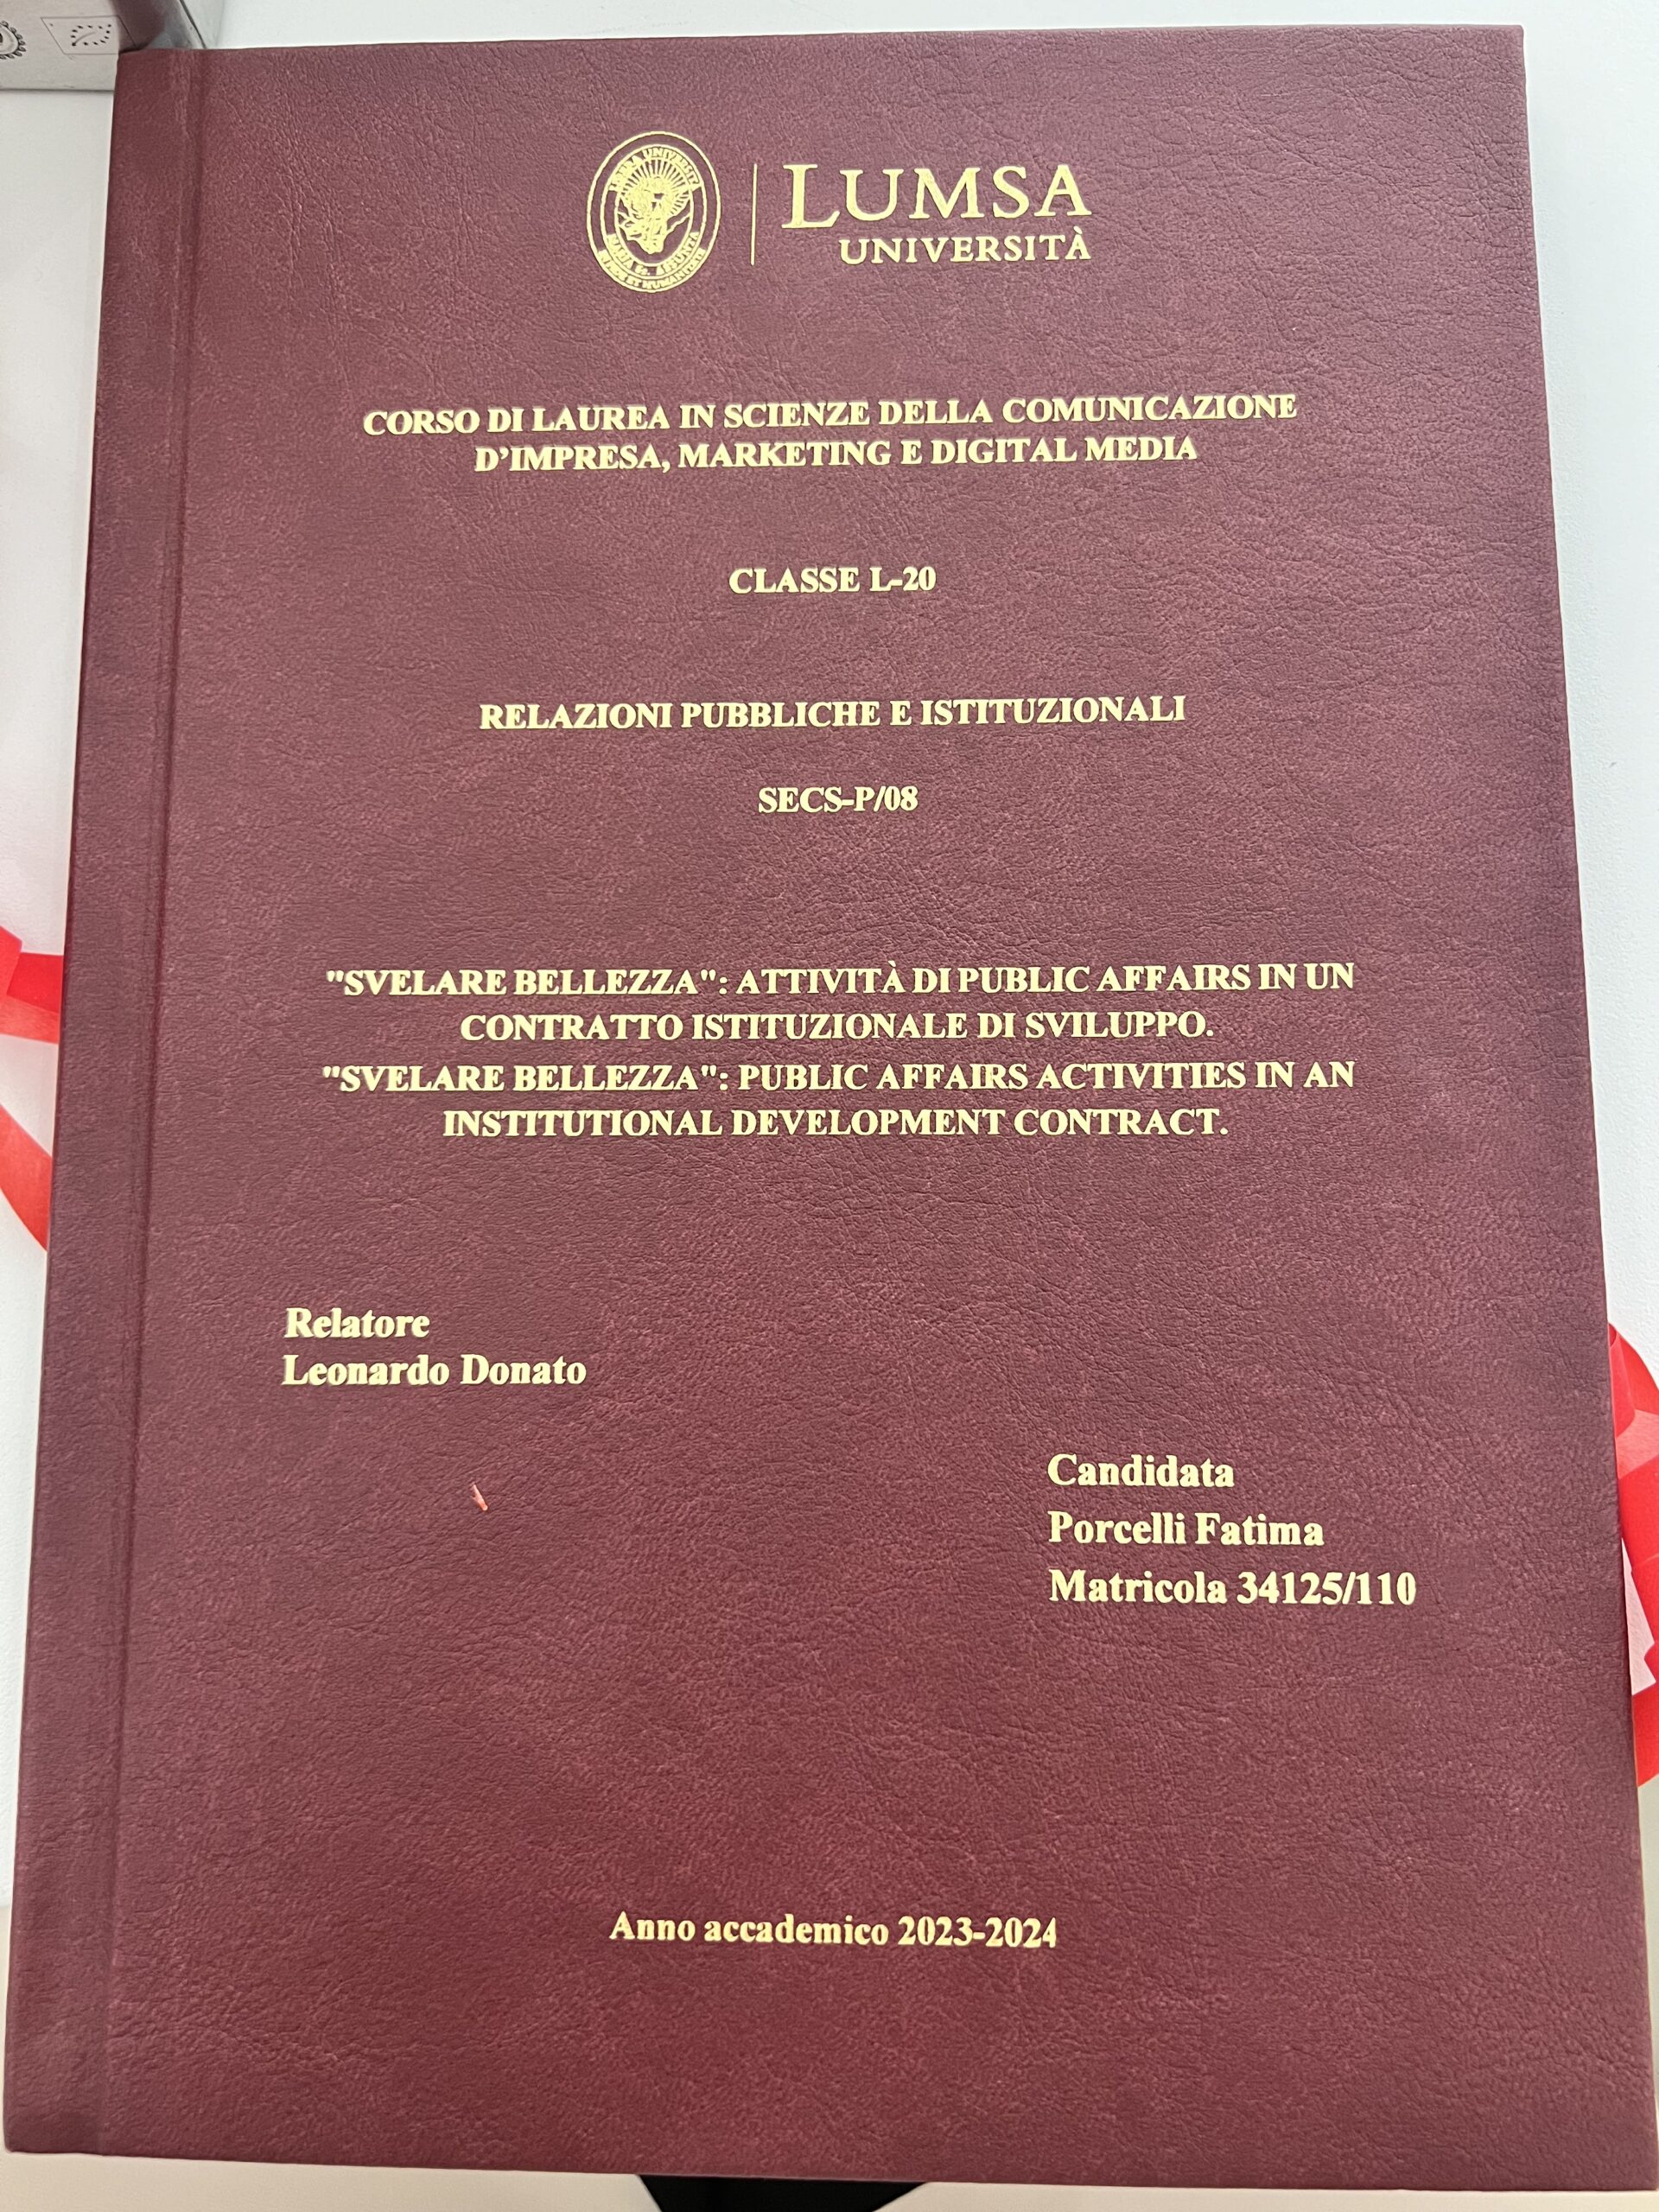 LUMSA
UNIVERSITÀ
CORSO DI LAUREA IN SCIENZE DELLA COMUNICAZIONE
D’IMPRESA, MARKETING E DIGITAL MEDIA
CLASSE L-20
RELAZIONI PUBBLICHE E ISTITUZIONALI
SECS-P/08
"SVELARE BELLEZZA": ATTIVITÀ DI PUBLIC AFFAIRS IN UN
CONTRATTO ISTITUZIONALE DI SVILUPPO.
"SVELARE BELLEZZA": PUBLIC AFFAIRS ACTIVITIES IN AN
INSTITUTIONAL DEVELOPMENT CONTRACT.
Relatore
Leonardo Donato
Candidata
Porcelli Fatima
Matricola 34125/110
Anno accademico 2023-2024